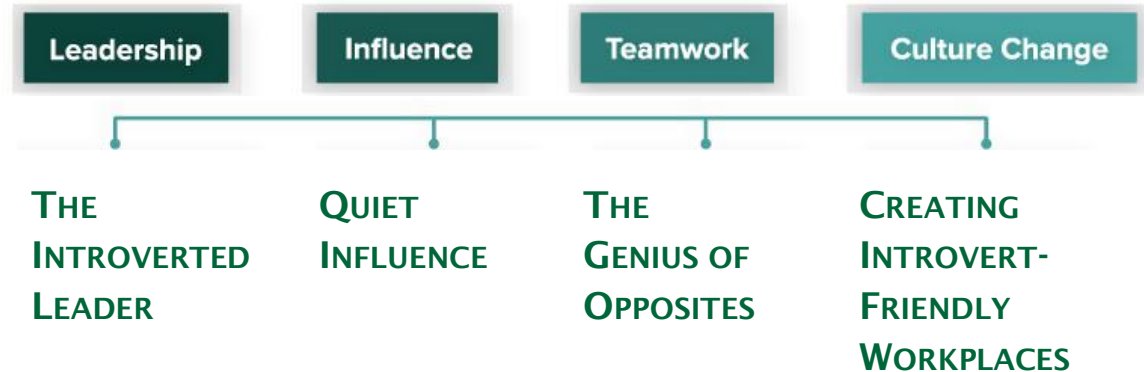 Leadership
Influence
Teamwork
Culture Change
THE
INTROVERTED
LEADER
QUIET
INFLUENCE
THE
GENIUS OF
OPPOSITES
CREATING
INTROVERT-
FRIENDLY
WORKPLACES